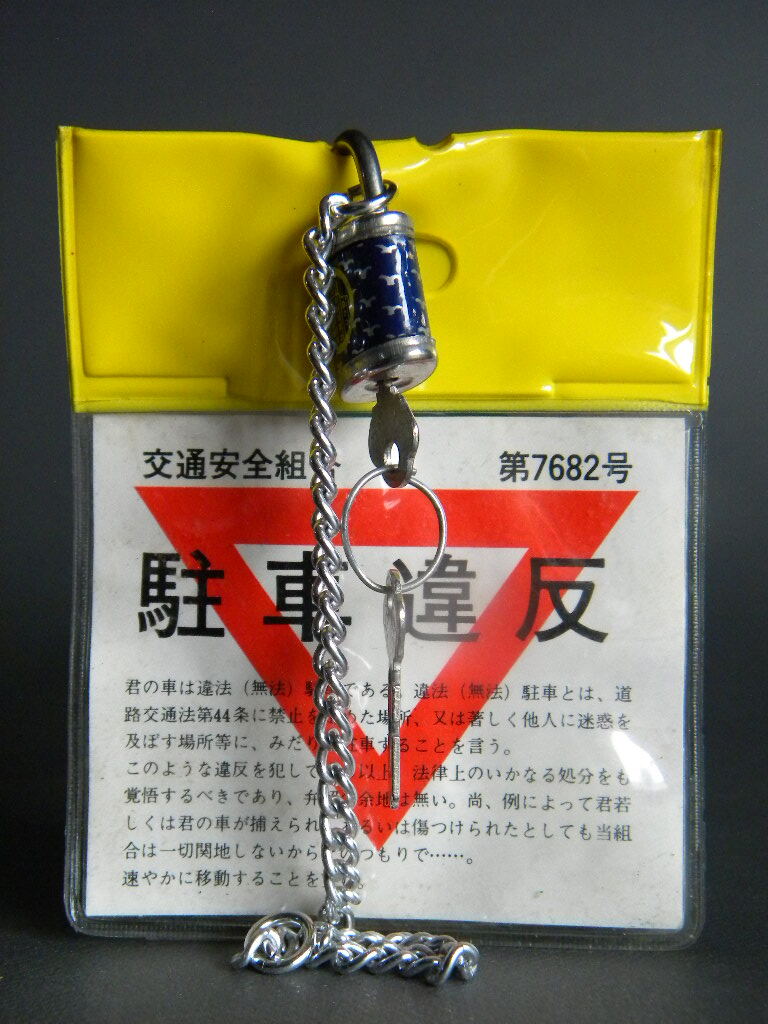 交通安全組
第7682号
駐車違反
君の車は違法（無法）である。違法（無法）駐車とは、道
路交通法第44条に禁止をた場所、又は著しく他人に迷惑を
及ぼす場所等に、みだり車することを言う。
このような違反を犯して以上、法律上のいかなる処分をも
覚悟するべきであり、弁余地は無い。尚、例によって君若
しくは君の車が捕えられるいは傷つけられたとしても当組
合は一切関地しないからのつもりで……。
速やかに移動することを